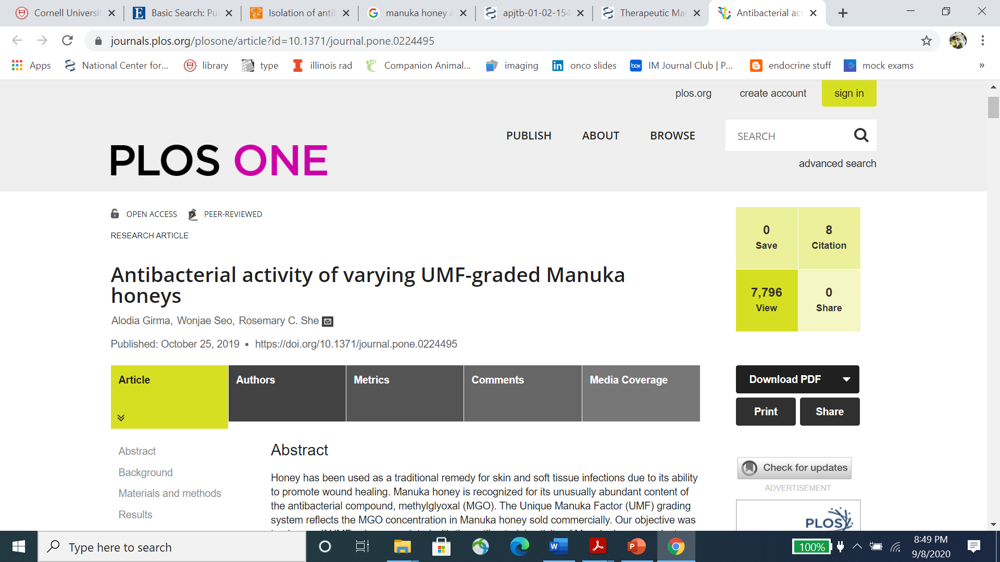 Cornell Universit
Basic Search: Pu
Isolation of antil
manuka honey a
apjtb-01-02-154
Therapeutic Mar
Antibacterial act
journals.plos.org/plosone/article?id=10.1371/journal.pone.0224495
Apps
National Center for...
library
type
illinois rad
Companion Animal...
imaging
in
onco slides
box
IM Journal Club | P...
endocrine stuff
mock exams
»
plos.org
create account
sign in
PUBLISH
ABOUT
BROWSE
SEARCH
advanced search
PLOS ONE
OPEN ACCESS
PEER-REVIEWED
RESEARCH ARTICLE
0
Save
8
Citation
7,796
View
0
Share
Antibacterial activity of varying UMF-graded Manuka
honeys
Alodia Girma, Wonjae Seo, Rosemary C. She
Published: October 25, 2019 • https://doi.org/10.1371/journal.pone.0224495
Article
Authors
Metrics
Comments
Media Coverage
Download PDF
Print
Share
Abstract
Background
Materials and methods
Results
Abstract
Honey has been used as a traditional remedy for skin and soft tissue infections due to its ability
to promote wound healing. Manuka honey is recognized for its unusually abundant content of
the antibacterial compound, methylglyoxal (MGO). The Unique Manuka Factor (UMF) grading
system reflects the MGO concentration in Manuka honey sold commercially. Our objective was
Check for updates
ADVERTISEMENT
PLOS
Type here to search
100%
8:49 PM
9/8/2020